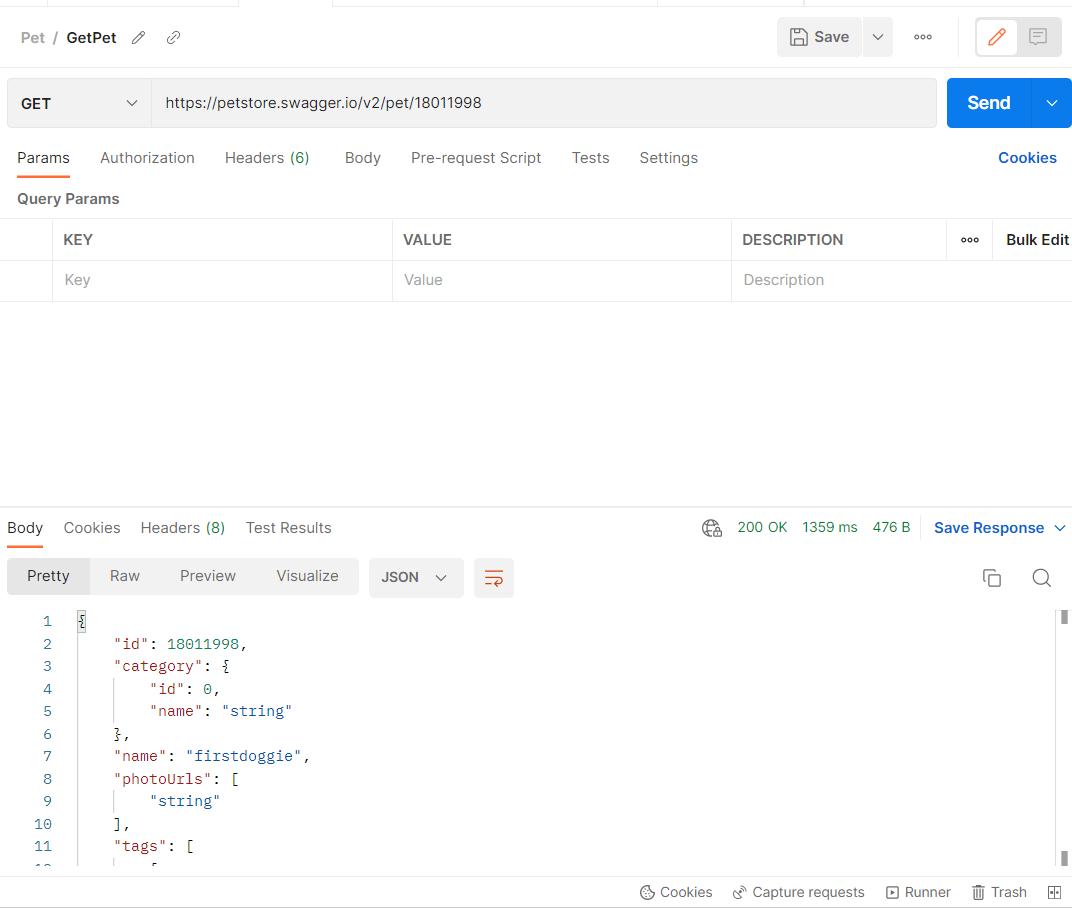 Pet / GetPet
Save
GET
https://petstore.swagger.io/v2/pet/18011998
Send
Params Authorization Headers (6) Body Pre-request Script Tests Settings Cookies
Query Params
KEY VALUE DESCRIPTION Bulk Edit
Key Value Description
Body Cookies Headers (8) Test Results 200 OK 1359 ms 476 B Save Response
Pretty Raw Preview Visualize JSON
1 {
2 "id": 18011998,
3 "category": {
4 "id": 0,
5 "name": "string"
6 },
7 "name": "firstdoggie",
8 "photoUrls": [
9 "string"
10 ],
11 "tags": [
Cookies Capture requests Runner Trash